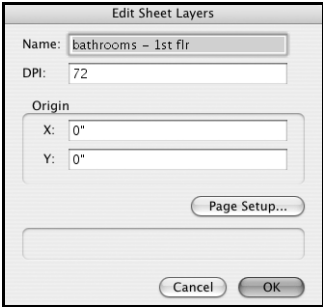 Edit Sheet Layers
Name: bathrooms – 1st flr
DPI: 72
Origin
X: 0"
Y: 0"
Page Setup...
Cancel OK